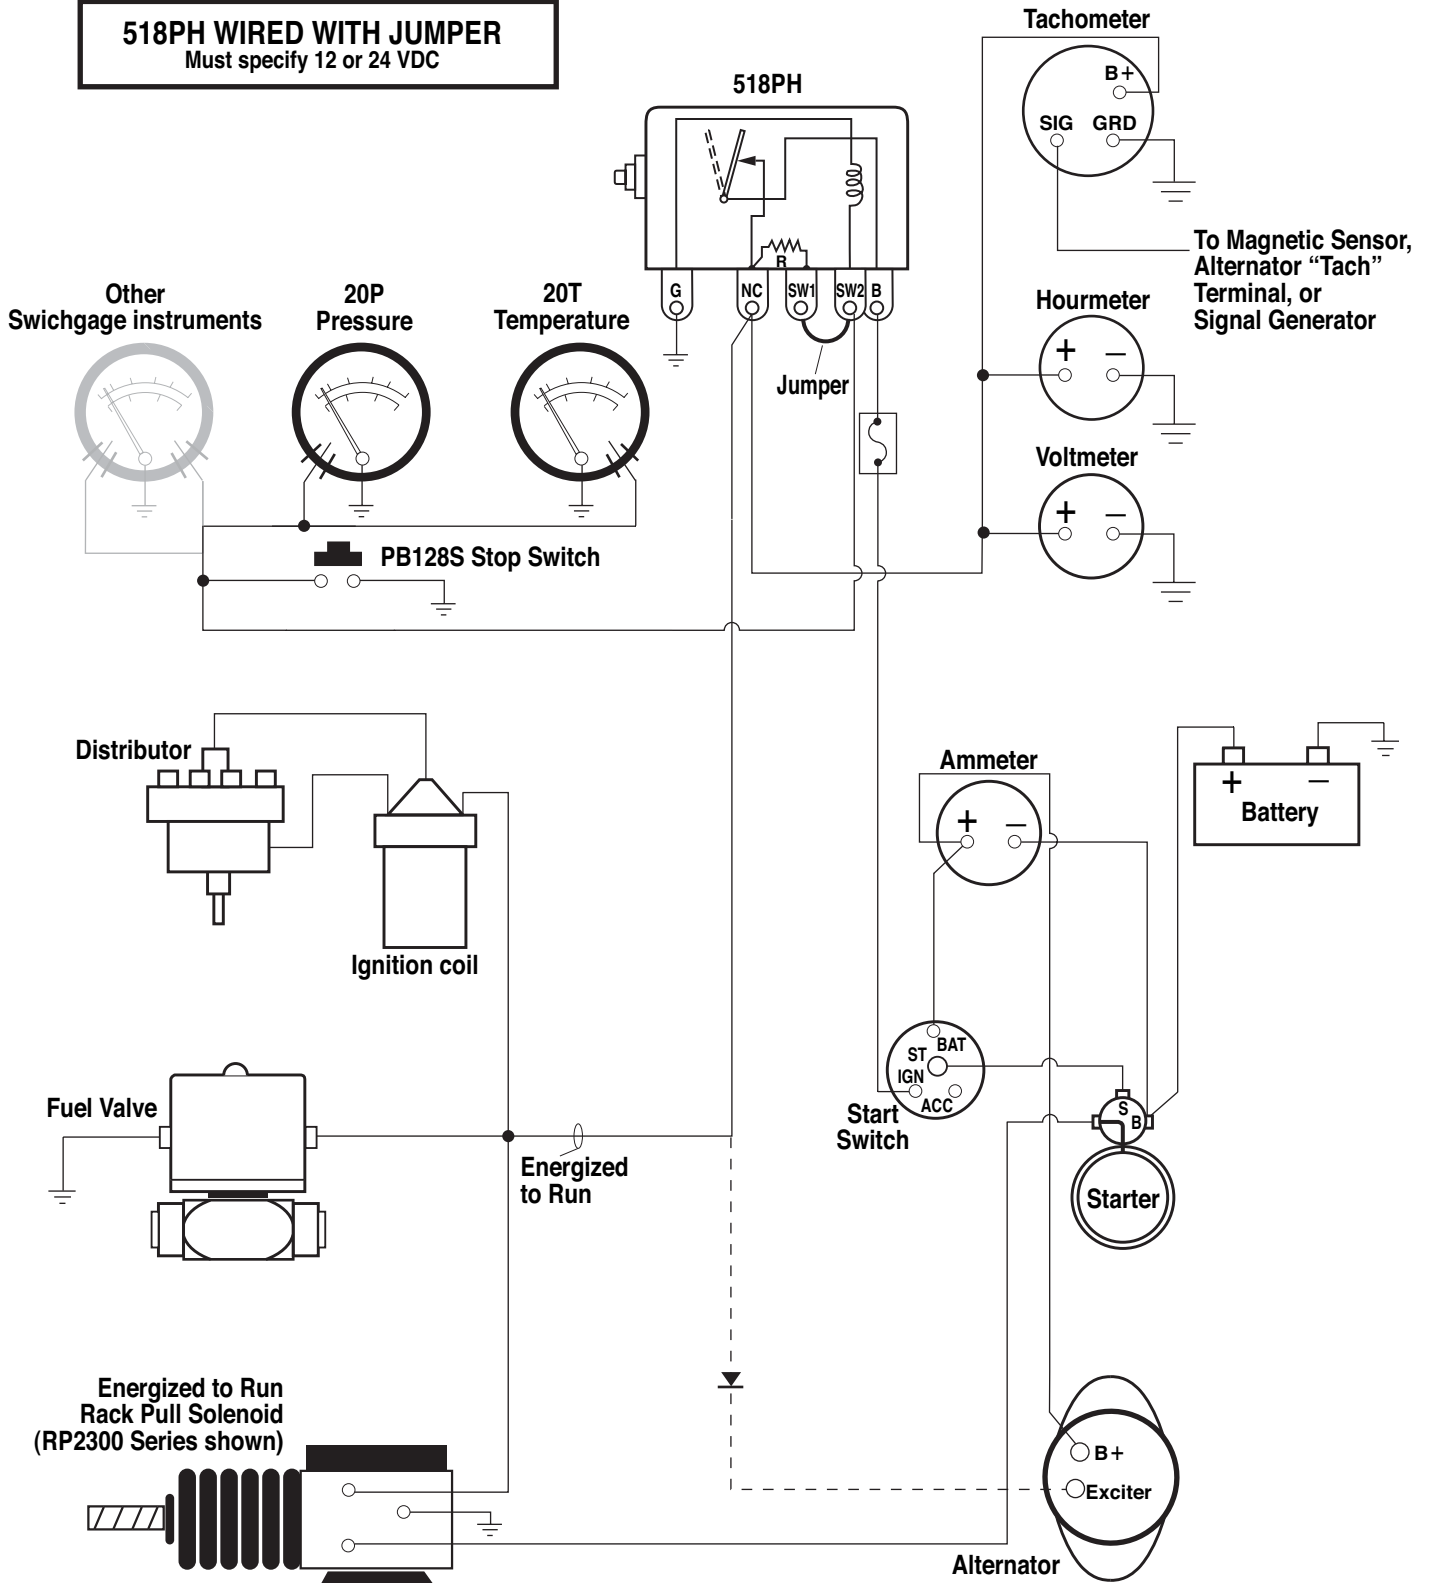 518PH WIRED WITH JUMPER
Must specify 12 or 24 VDC
518PH
Tachometer
B+
SIG
GRD
To Magnetic Sensor,
Alternator “Tach”
Terminal, or
Signal Generator
R
G
NC
SW1
SW2
B
Jumper
Other
Swichgage instruments
20P
Pressure
20T
Temperature
Hourmeter
+
–
Voltmeter
+
–
PB128S Stop Switch
Distributor
Ignition coil
Ammeter
+
–
+
–
Battery
BAT
ST
IGN
ACC
Start
Switch
S
B
Starter
Fuel Valve
Energized
to Run
Energized to Run
Rack Pull Solenoid
(RP2300 Series shown)
B+
Exciter
Alternator